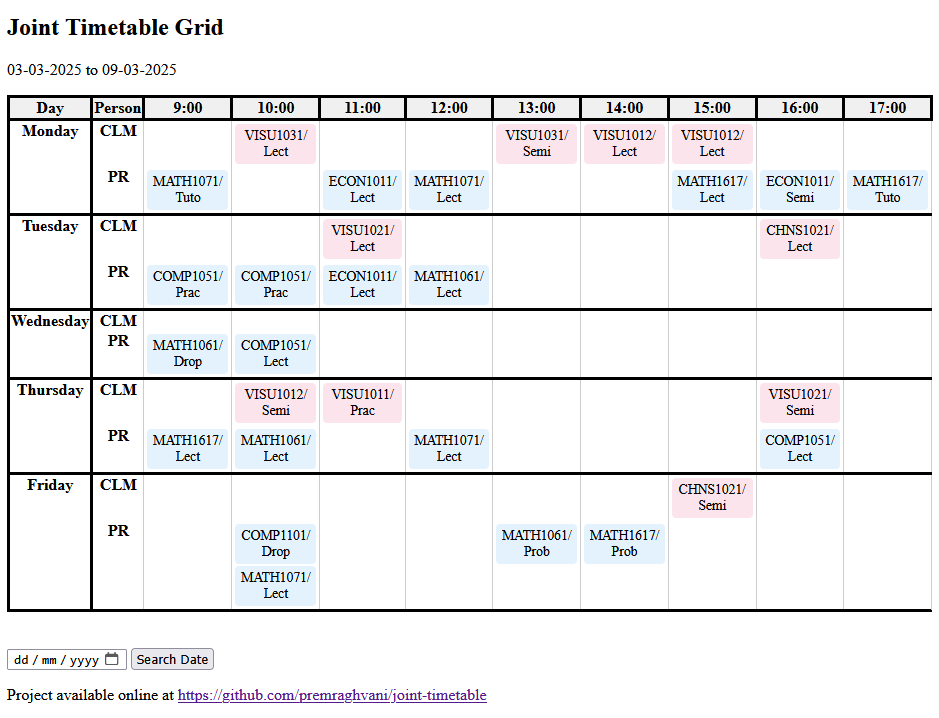 Joint Timetable Grid
03-03-2025 to 09-03-2025
Day Person 9:00 10:00 11:00 12:00 13:00 14:00 15:00 16:00 17:00
Monday CLM VISU1031/ VISU1031/ VISU1012/ VISU1012/
Lect Semi Lect Lect
PR MATH1071/ ECON1011/ MATH1071/ MATH1617/ ECON1011/ MATH1617/
Tuto Lect Lect Lect Semi Tuto
Tuesday CLM VISU1021/ CHNS1021/
Lect Lect
PR COMP1051/ COMP1051/ ECON1011/ MATH1061/
Prac Prac Lect Lect
Wednesday CLM
PR MATH1061/ COMP1051/
Drop Lect
Thursday CLM VISU1012/ VISU1011/ VISU1021/
Semi Prac Semi
PR MATH1617/ MATH1061/ MATH1071/ COMP1051/
Lect Lect Lect Lect
Friday CLM CHNS1021/
Semi
PR COMP1101/ MATH1061/ MATH1617/
Drop Prob Prob
MATH1071/
Lect
dd/mm/yyyy Search Date
Project available online at https://github.com/premraghvani/joint-timetable